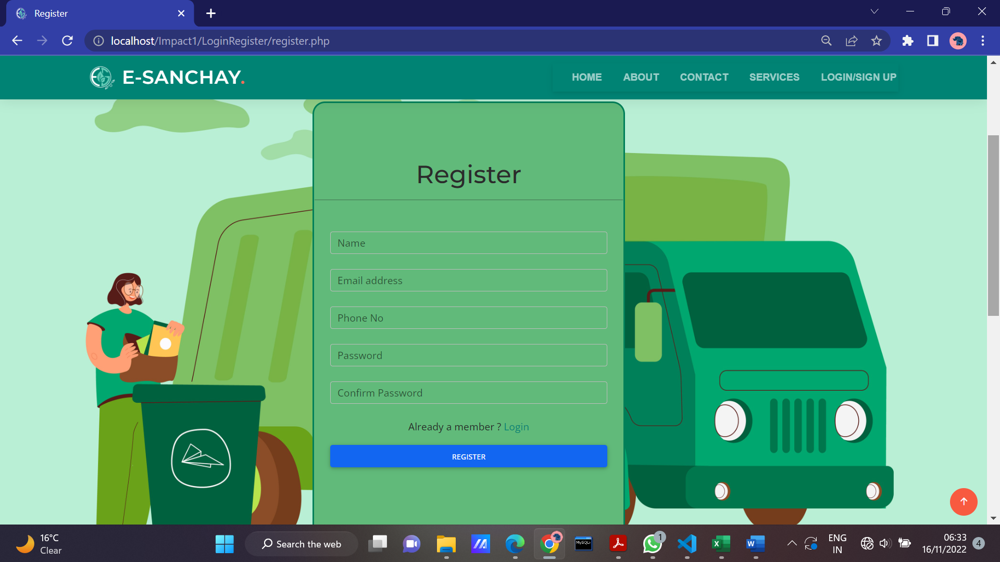 Register
localhost/Impact1/LoginRegister/register.php
E-SANCHAY.
HOME ABOUT CONTACT SERVICES LOGIN/SIGN UP
Register
Name
Email address
Phone No
Password
Confirm Password
Already a member ? Login
REGISTER
16°C
Clear
Search the web
MySQL
1
X
W
ENG
IN
06:33
16/11/2022
4